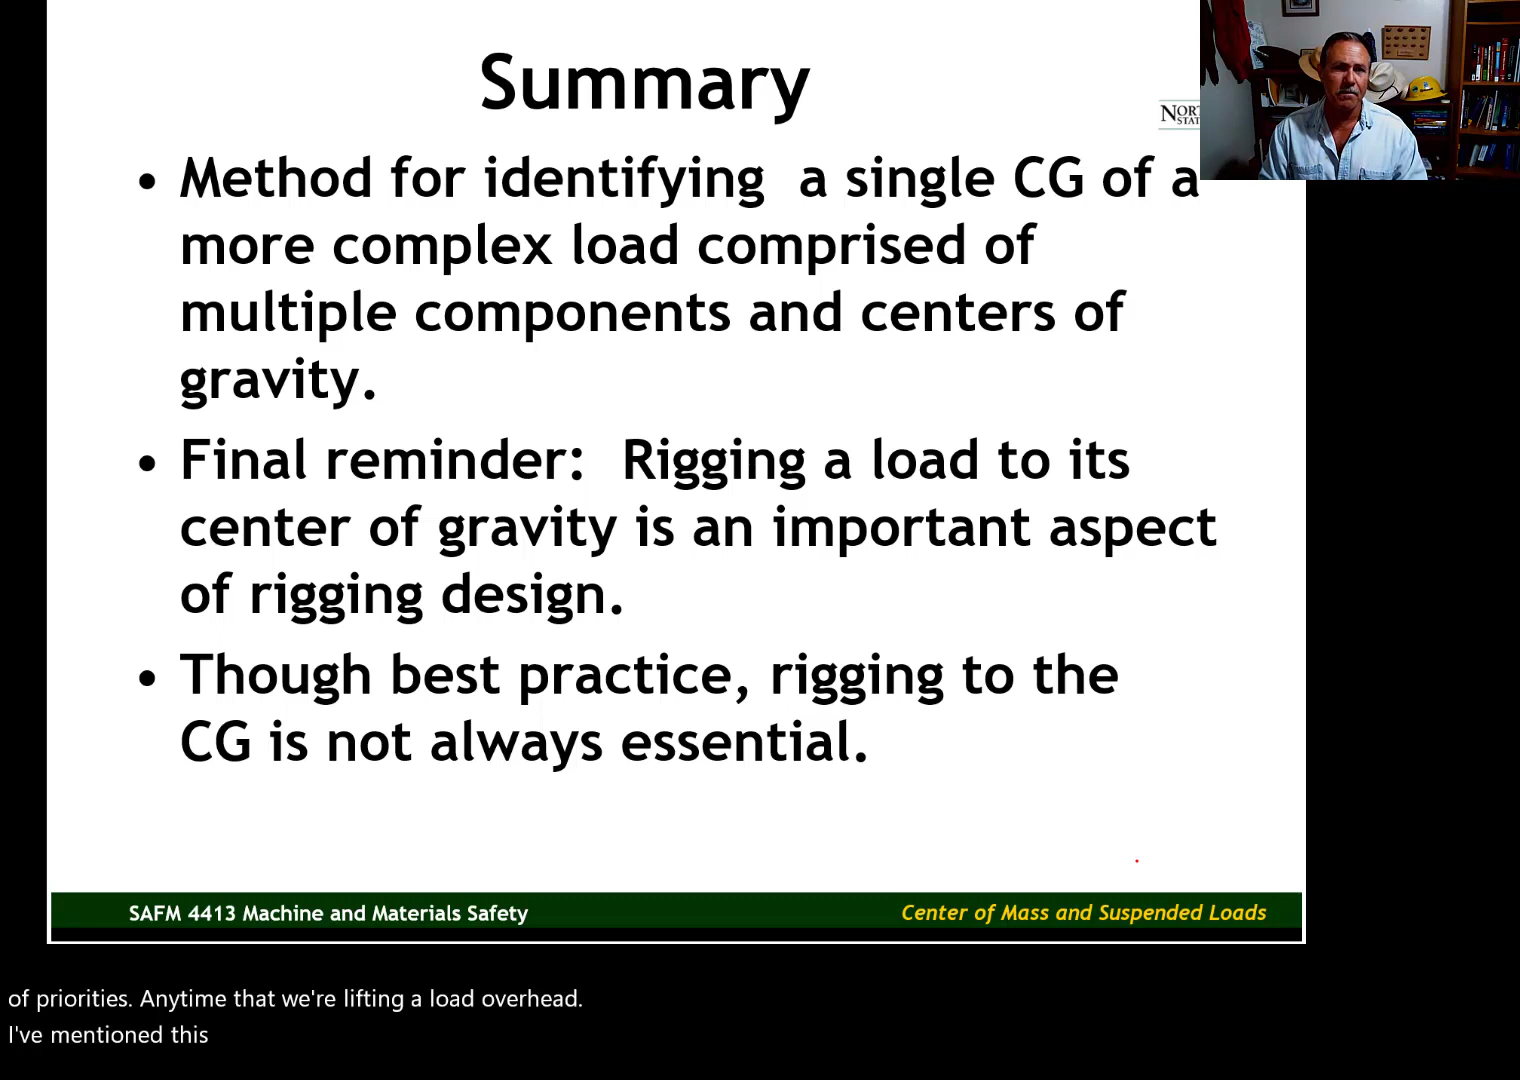 Summary
NOR
STAT
• Method for identifying a single CG of a
more complex load comprised of
multiple components and centers of
gravity.
• Final reminder: Rigging a load to its
center of gravity is an important aspect
of rigging design.
• Though best practice, rigging to the
CG is not always essential.
SAFM 4413 Machine and Materials Safety
Center of Mass and Suspended Loads
of priorities. Anytime that we're lifting a load overhead.
I've mentioned this